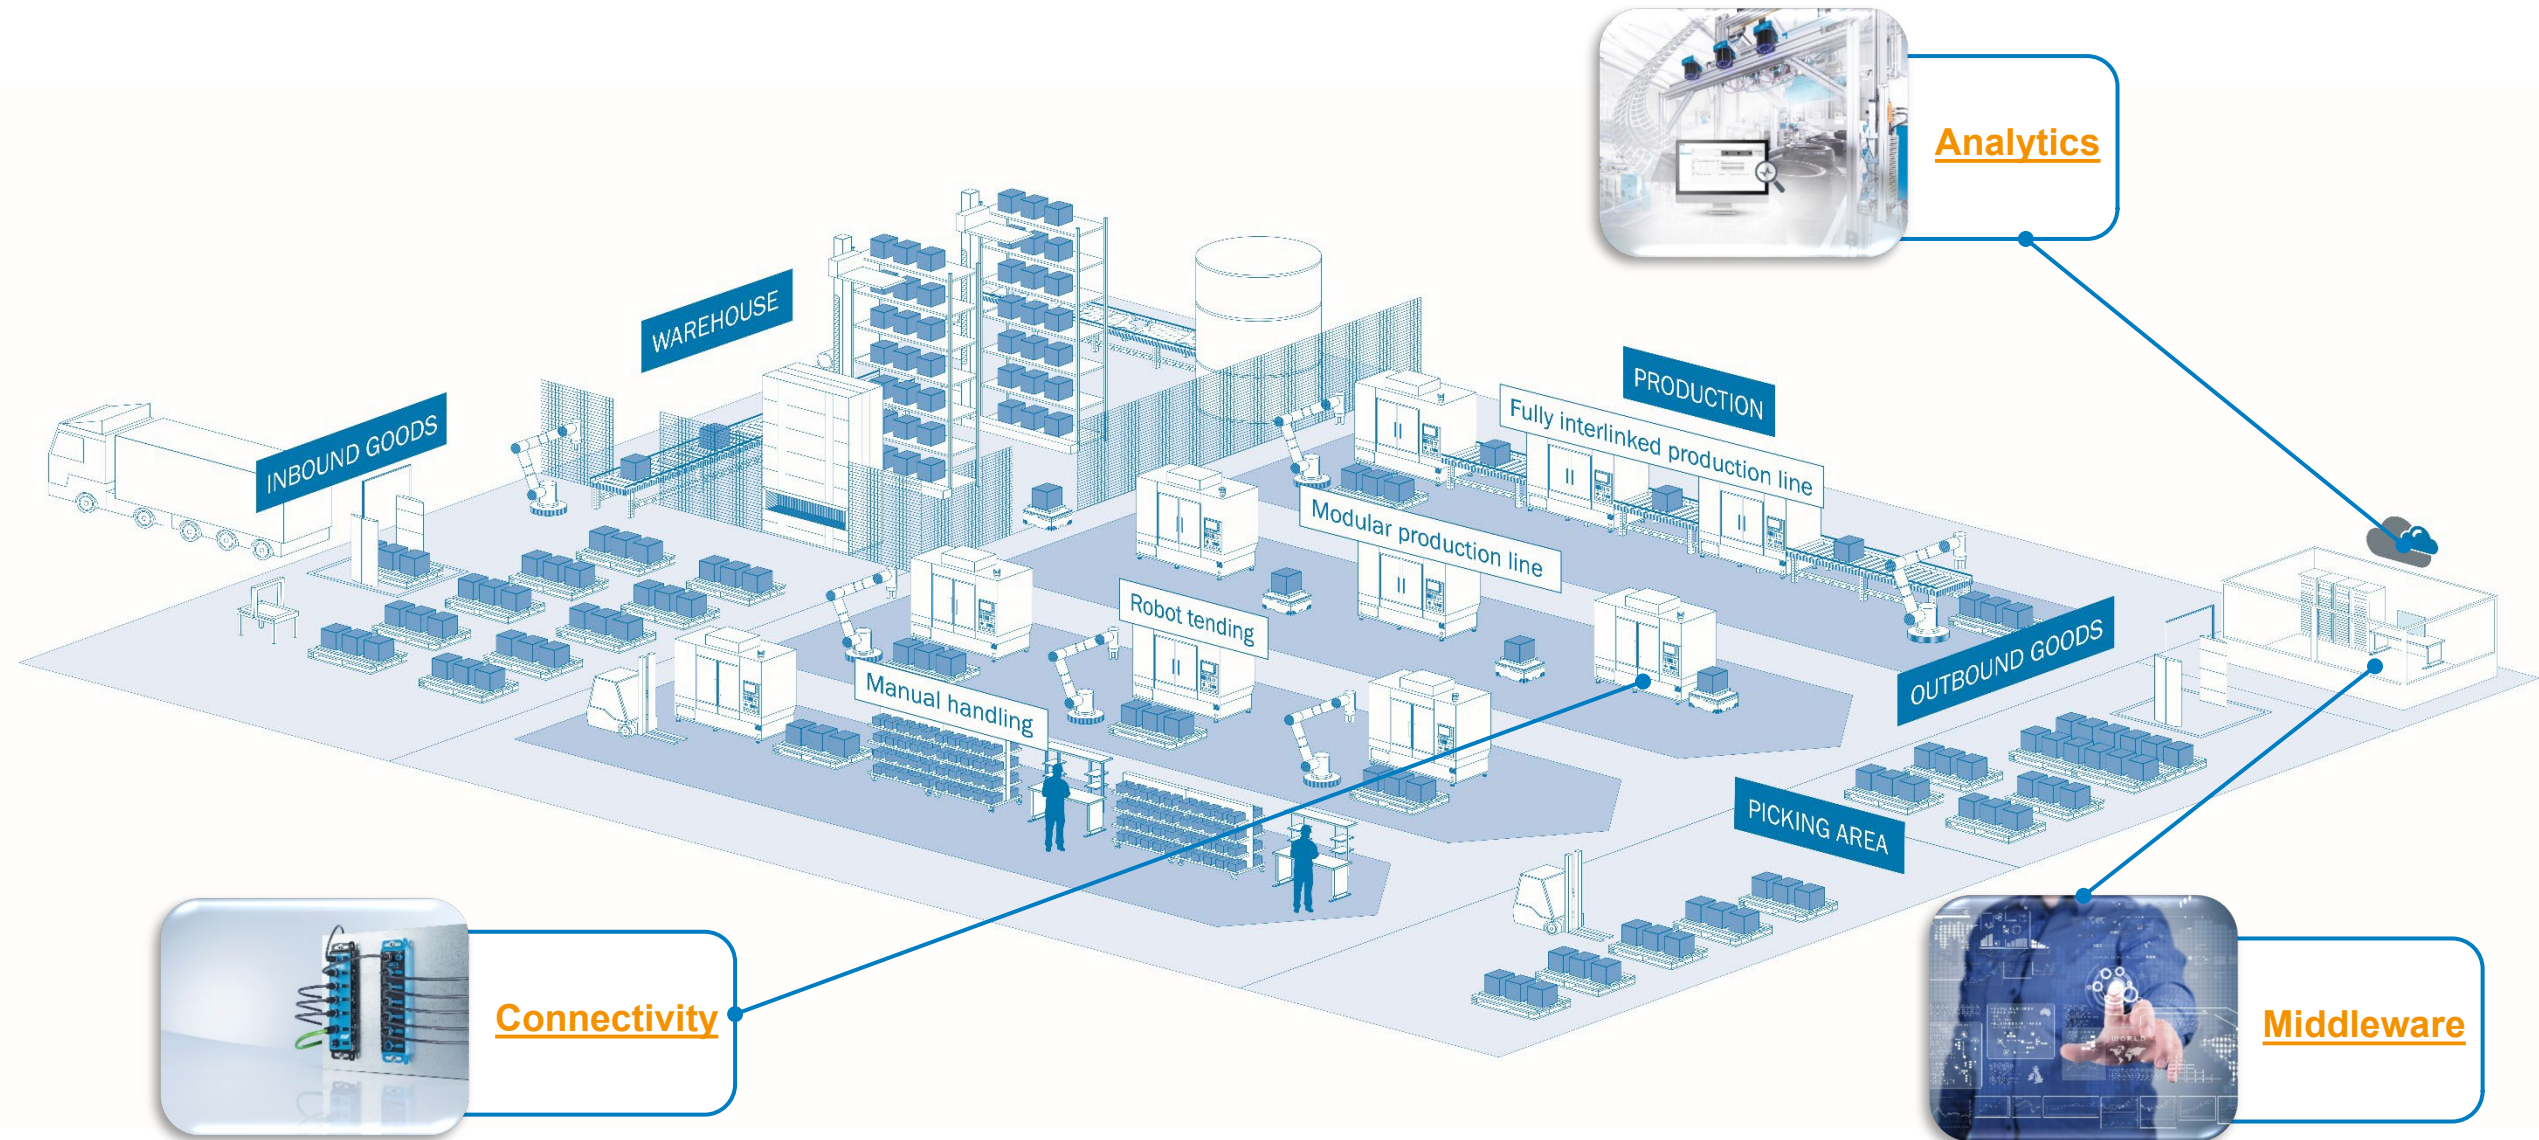 Analytics
WAREHOUSE
PRODUCTION
INBOUND GOODS
Fully interlinked production line
Modular production line
Robot tending
Manual handling
OUTBOUND GOODS
PICKING AREA
Connectivity
Middleware
WORLD